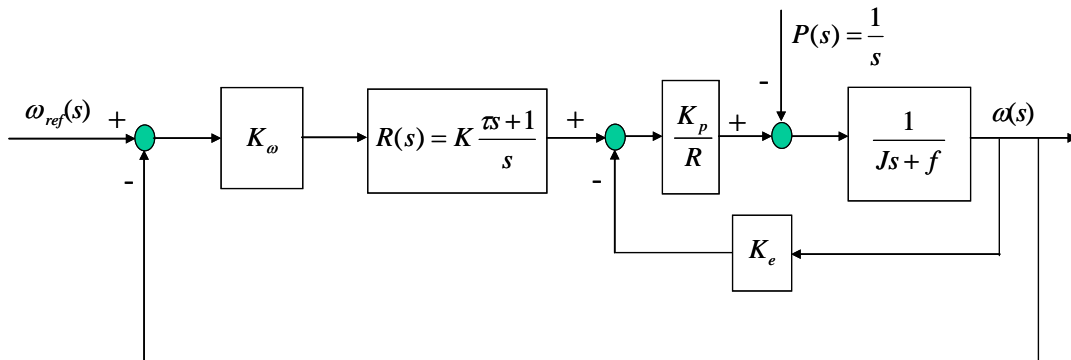 P(s) = 1/s
-
ω_ref(s) +
K_ω
R(s) = K (τs + 1)/s
+
K_p/R
+
1/(Js + f)
ω(s)
-
-
K_e